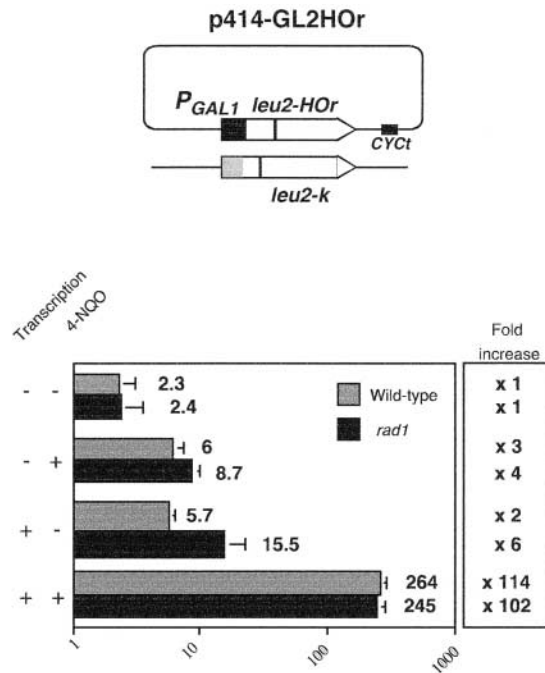 p414-GL2HOr
PGAL1 leu2-HOr
CYCt
leu2-k
Transcription
4-NQO
Fold
increase
- - 2.3 x 1
2.4 x 1
Wild-type
rad1
- + 6 x 3
8.7 x 4
+ - 5.7 x 2
15.5 x 6
+ + 264 x 114
245 x 102
1 10 100 1000